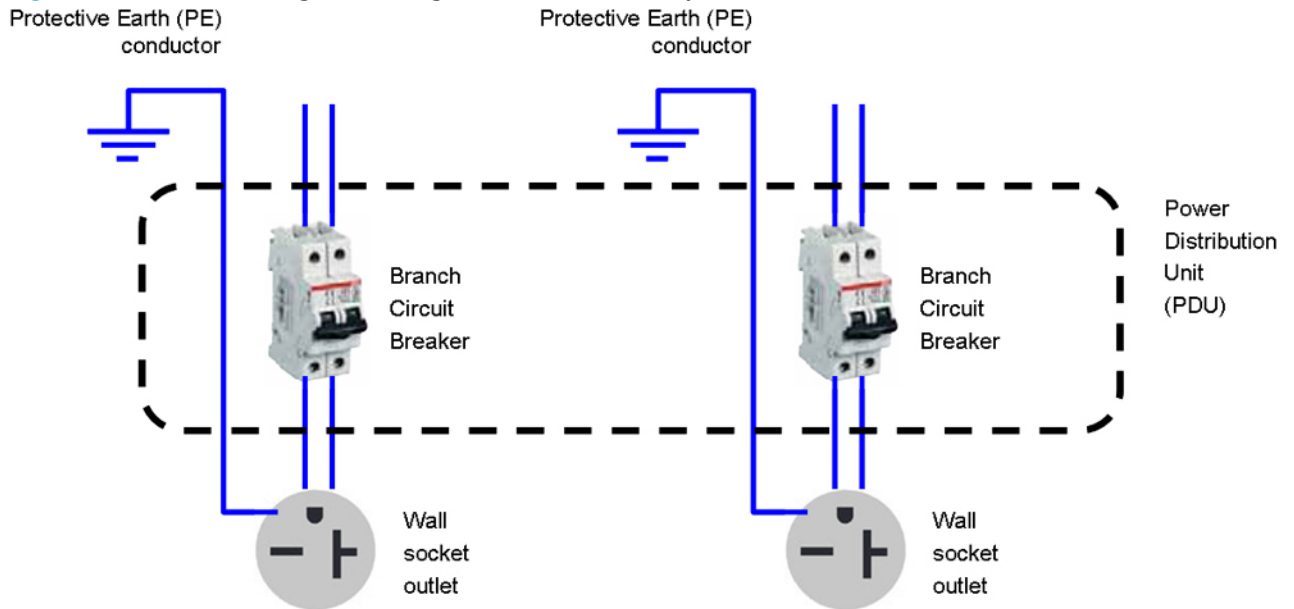 Protective Earth (PE)
conductor
Protective Earth (PE)
conductor
Branch
Circuit
Breaker
Branch
Circuit
Breaker
Power
Distribution
Unit
(PDU)
Wall
socket
outlet
Wall
socket
outlet